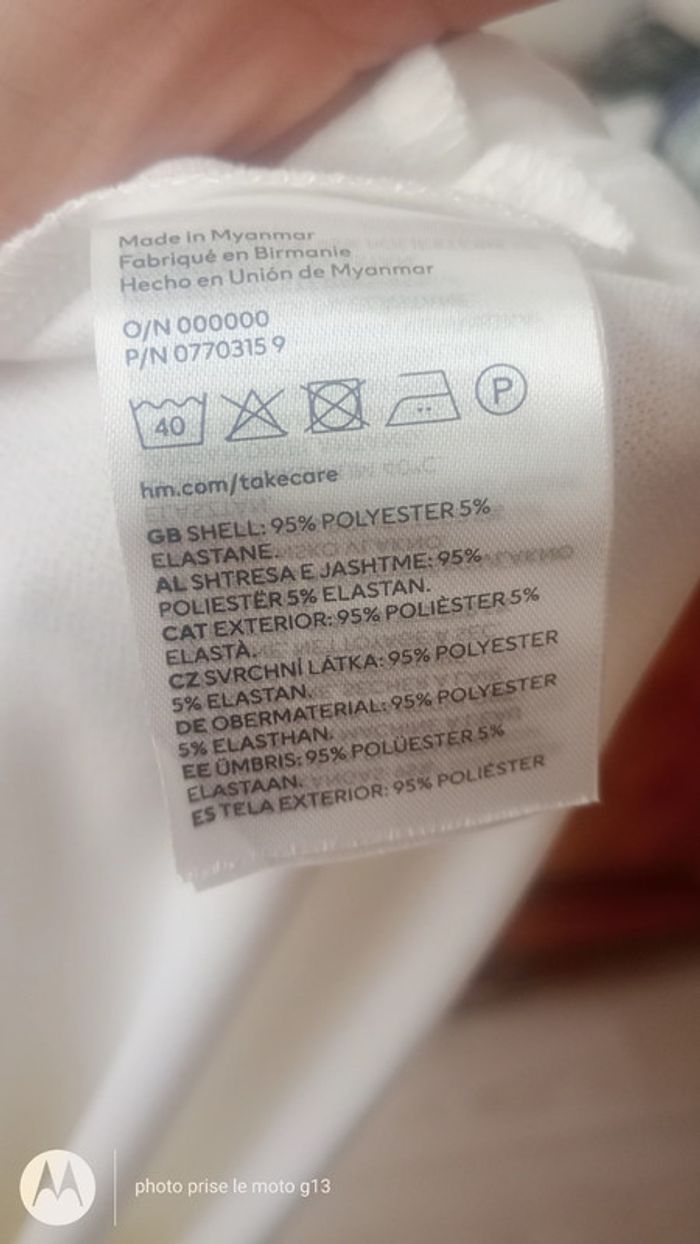 Made in Myanmar
Fabriqué en Birmanie
Hecho en Unión de Myanmar
O/N 000000
P/N 0770315 9
40
P
hm.com/takecare
GB SHELL: 95% POLYESTER 5%
ELASTANE.
AL SHTRESA E JASHTME: 95%
POLIESTËR 5% ELASTAN.
CAT EXTERIOR: 95% POLIÈSTER 5%
ELASTÀ.
CZ SVRCHNÍ LÁTKA: 95% POLYESTER
5% ELASTAN.
DE OBERMATERIAL: 95% POLYESTER
5% ELASTHAN.
EE ÜMBRIS: 95% POLÜESTER 5%
ELASTAAN.
ES TELA EXTERIOR: 95% POLIÉSTER
photo prise le moto g13